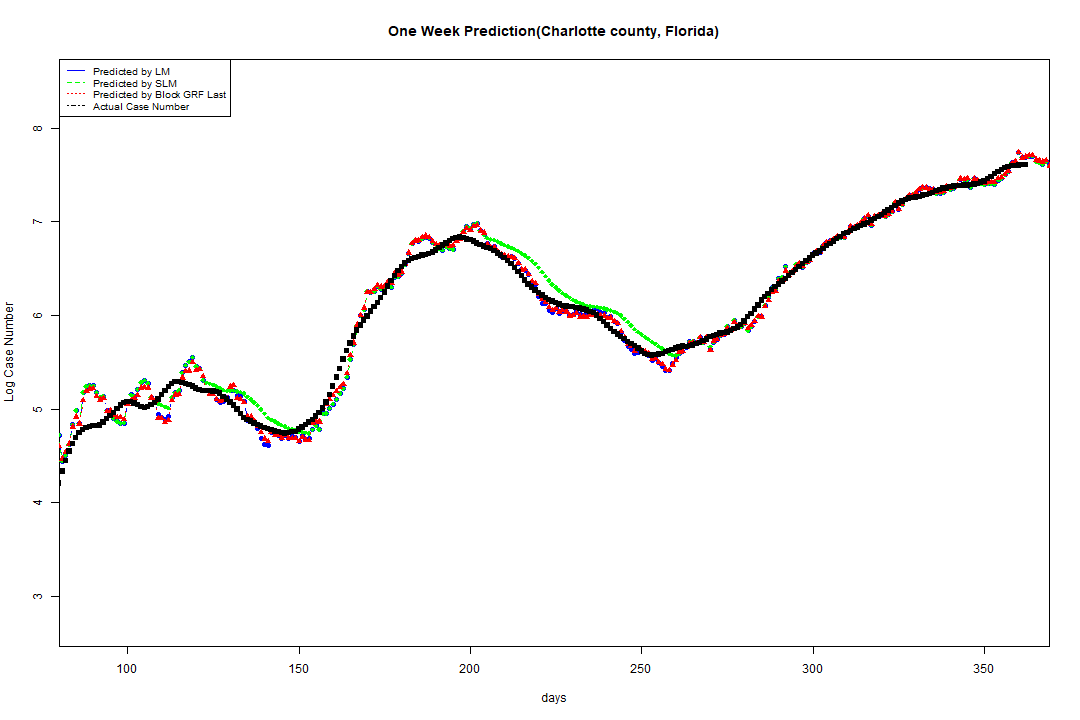 One Week Prediction(Charlotte county, Florida)
Predicted by LM
Predicted by SLM
Predicted by Block GRF Last
Actual Case Number
Log Case Number
8
7
6
5
4
3
100 150 200 250 300 350
days